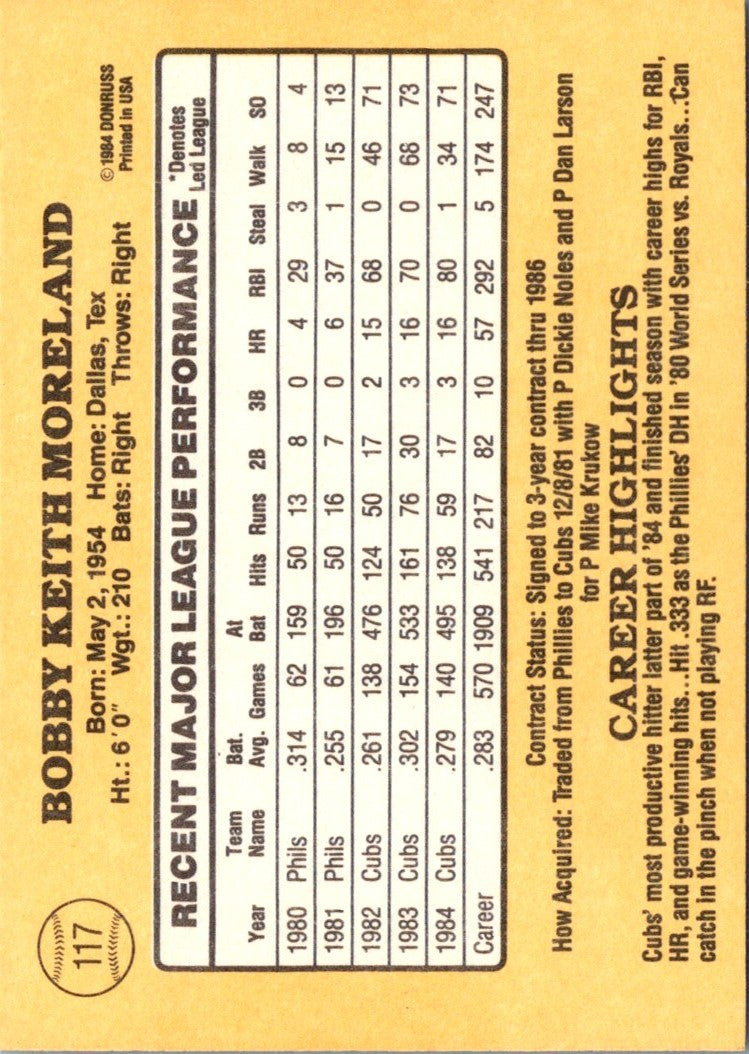 117
BOBBY KEITH MORELAND
© 1984 DONRUSS
Printed in USA
Born: May 2, 1954 Home: Dallas, Tex
Ht.: 6'0" Wgt.: 210 Bats: Right Throws: Right
RECENT MAJOR LEAGUE PERFORMANCE *Denotes Led League
Year Team Name Bat. Avg. Games At Bat Hits Runs 2B 3B HR RBI Steal Walk SO
1980 Phils .314 62 159 50 13 8 0 4 29 3 8 4
1981 Phils .255 61 196 50 16 7 0 6 37 1 15 13
1982 Cubs .261 138 476 124 50 17 2 15 68 0 46 71
1983 Cubs .302 154 533 161 76 30 3 16 70 0 68 73
1984 Cubs .279 140 495 138 59 17 3 16 80 1 34 71
Career .283 570 1909 541 217 82 10 57 292 5 174 247
Contract Status: Signed to 3-year contract thru 1986
How Acquired: Traded from Phillies to Cubs 12/8/81 with P Dickie Noles and P Dan Larson
for P Mike Krukow
CAREER HIGHLIGHTS
Cubs' most productive hitter latter part of '84 and finished season with career highs for RBI,
HR, and game-winning hits...Hit .333 as the Phillies' DH in '80 World Series vs. Royals...Can
catch in the pinch when not playing RF.